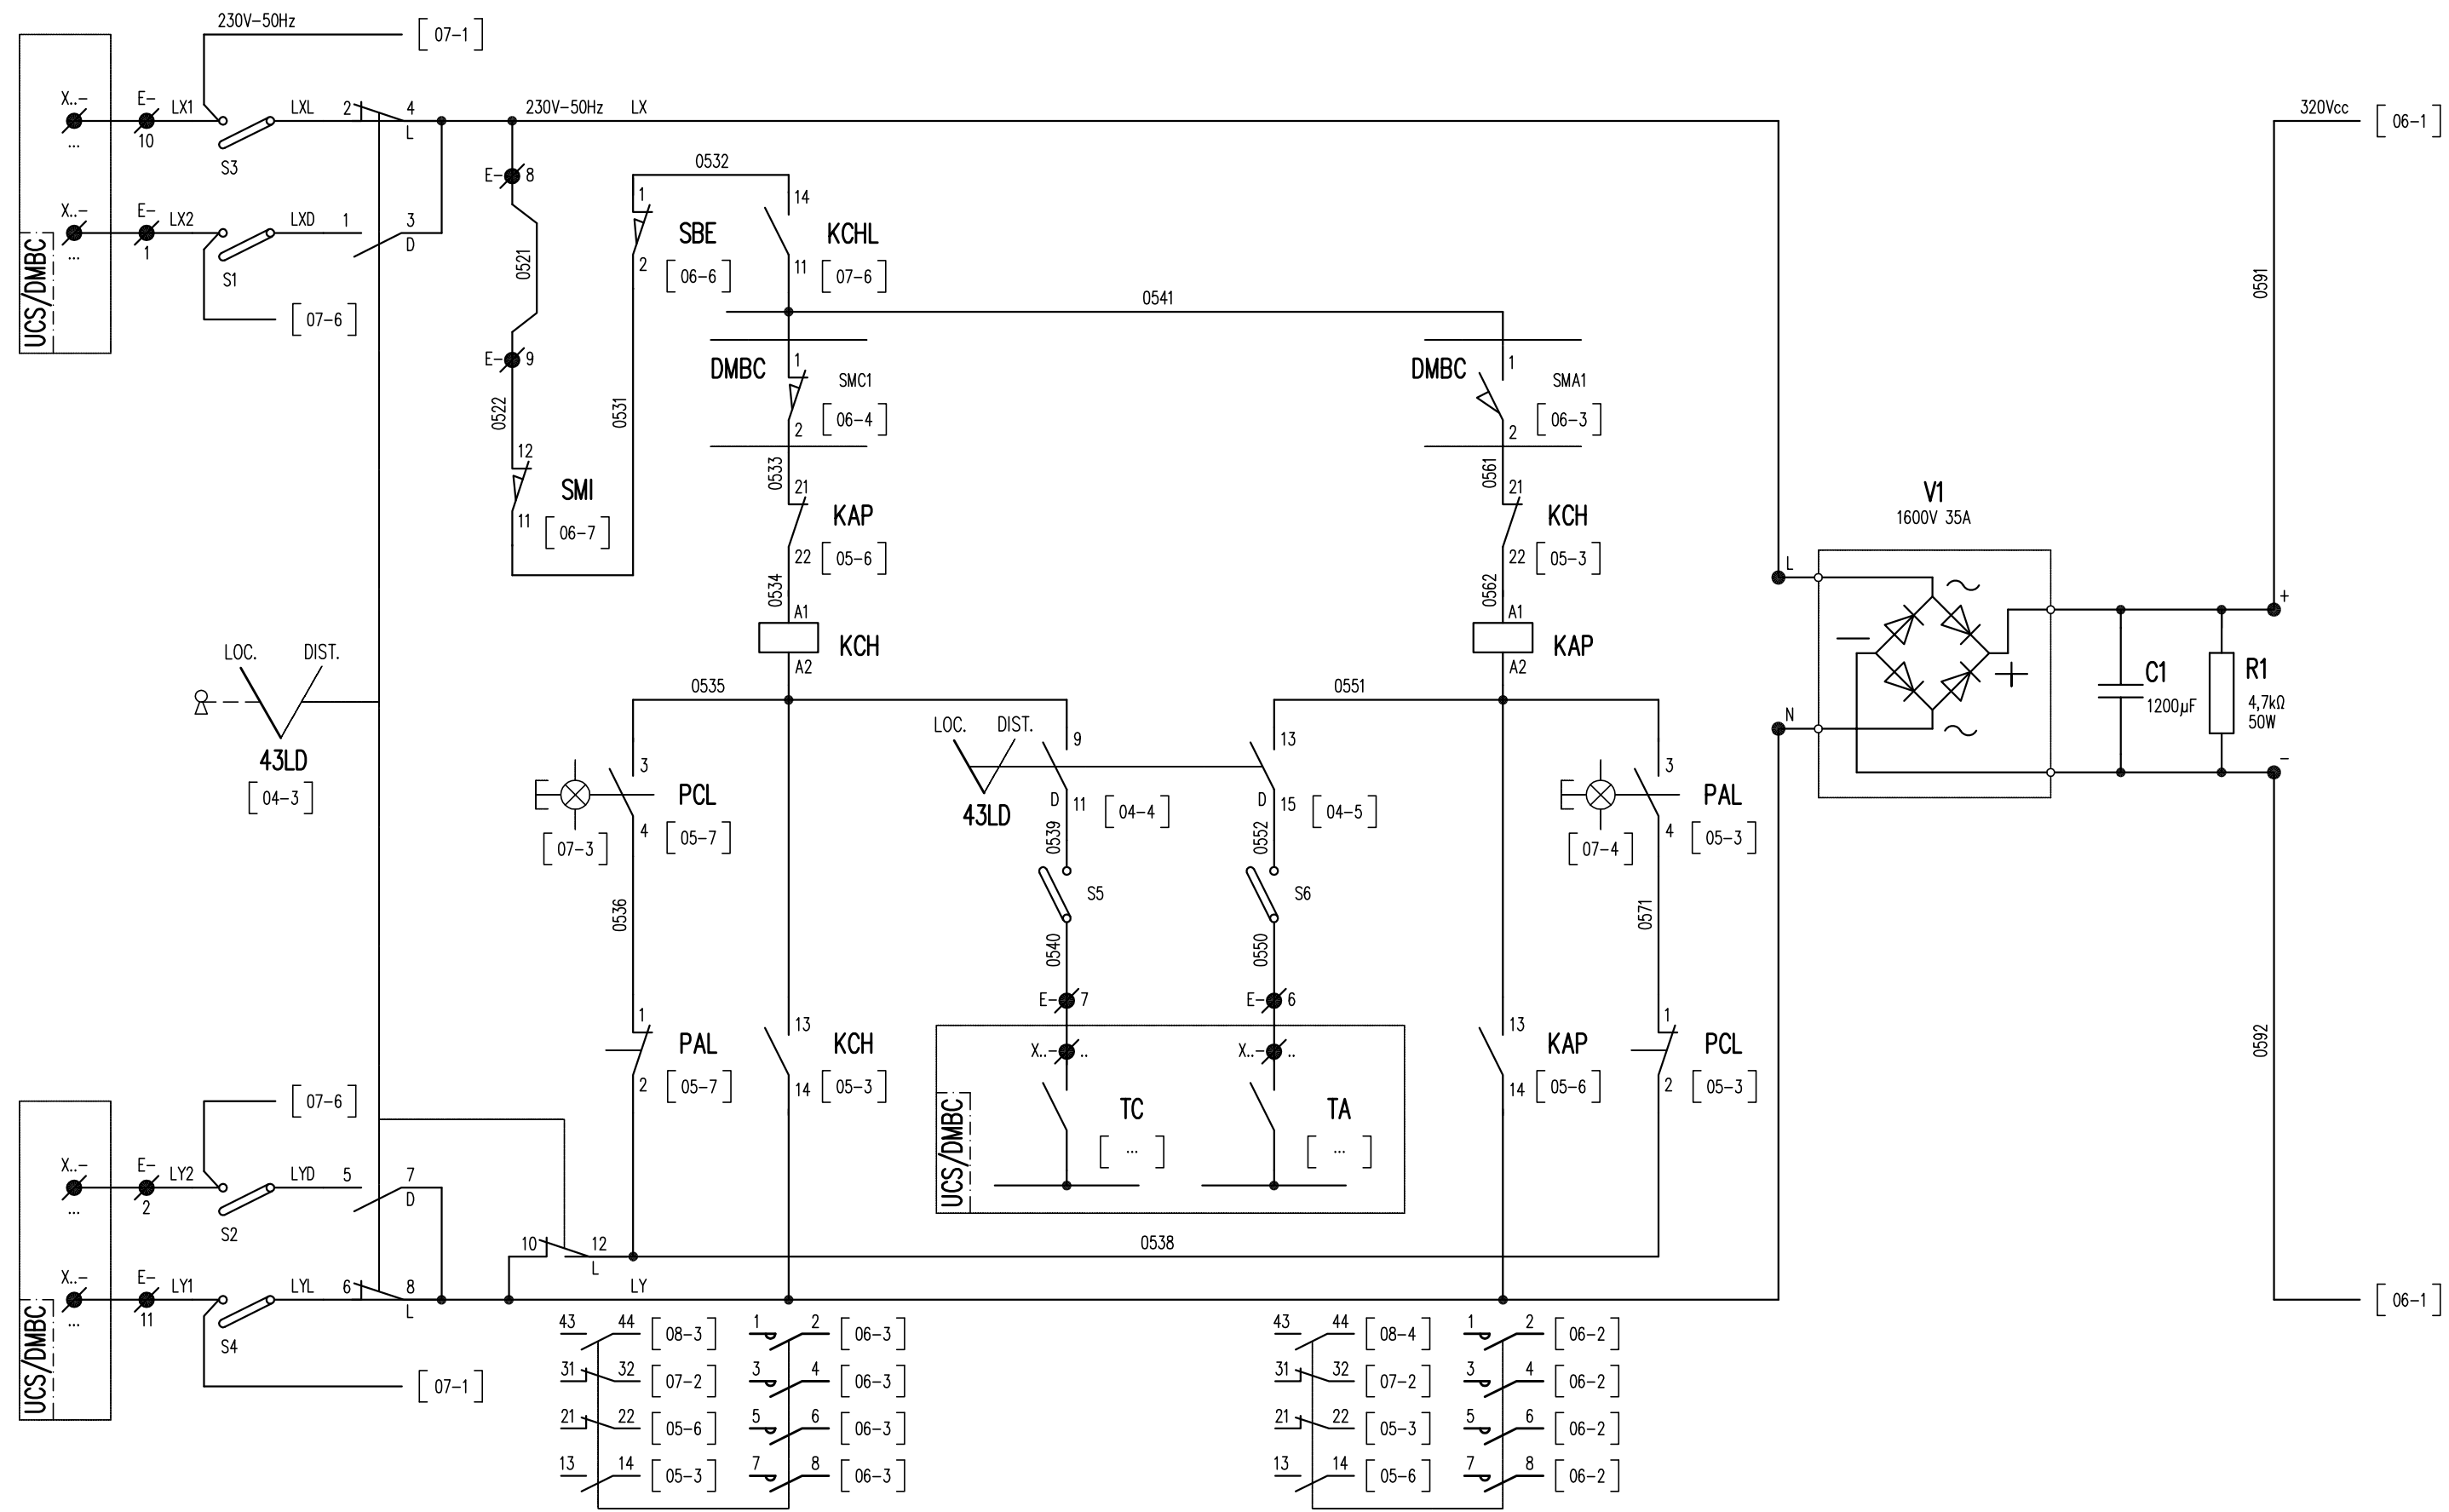 230V-50Hz
[ 07-1 ]
X..- E- LX1 LXL 2 4 230V-50Hz LX 320Vcc [ 06-1 ]
... 10 S3 L
E- 8
0532
1 14
X..- E- LX2 LXD 1 3
... 1 S1 D
UCS/DMBC
SBE KCHL
2 [ 06-6 ] 11 [ 07-6 ]
0521
0541
0591
[ 07-6 ]
E- 9
DMBC 1 SMC1
2 [ 06-4 ]
DMBC 1 SMA1
2 [ 06-3 ]
0522
0531
12
SMI
11 [ 06-7 ]
0533
21 KAP
22 [ 05-6 ]
0534
0561
21 KCH
22 [ 05-3 ]
0562
V1
1600V 35A
L
A1
KCH
A2
A1
KAP
A2
+
C1
1200µF
R1
4,7kΩ
50W
N
-
LOC. DIST.
43LD
[ 04-3 ]
0535
0551
LOC. DIST.
43LD
9
D 11 [ 04-4 ]
13
D 15 [ 04-5 ]
3 PCL
4 [ 05-7 ]
[ 07-3 ]
3 PAL
4 [ 05-3 ]
[ 07-4 ]
0539
0552
S5
S6
0536
0540
0550
0571
E- 7
E- 6
1 PAL
2 [ 05-7 ]
13 KCH
14 [ 05-3 ]
X..- ..
X..- ..
TC
[ ... ]
TA
[ ... ]
UCS/DMBC
13 KAP
14 [ 05-6 ]
1 PCL
2 [ 05-3 ]
0592
[ 07-6 ]
X..- E- LY2 LYD 5 7
... 2 S2 D
10 12 0538
L
X..- E- LY1 LYL 6 8 LY [ 06-1 ]
... 11 S4 L
UCS/DMBC
[ 07-1 ]
43 44 [ 08-3 ] 1 2 [ 06-3 ] 43 44 [ 08-4 ] 1 2 [ 06-2 ]
31 32 [ 07-2 ] 3 4 [ 06-3 ] 31 32 [ 07-2 ] 3 4 [ 06-2 ]
21 22 [ 05-6 ] 5 6 [ 06-3 ] 21 22 [ 05-3 ] 5 6 [ 06-2 ]
13 14 [ 05-3 ] 7 8 [ 06-3 ] 13 14 [ 05-6 ] 7 8 [ 06-2 ]